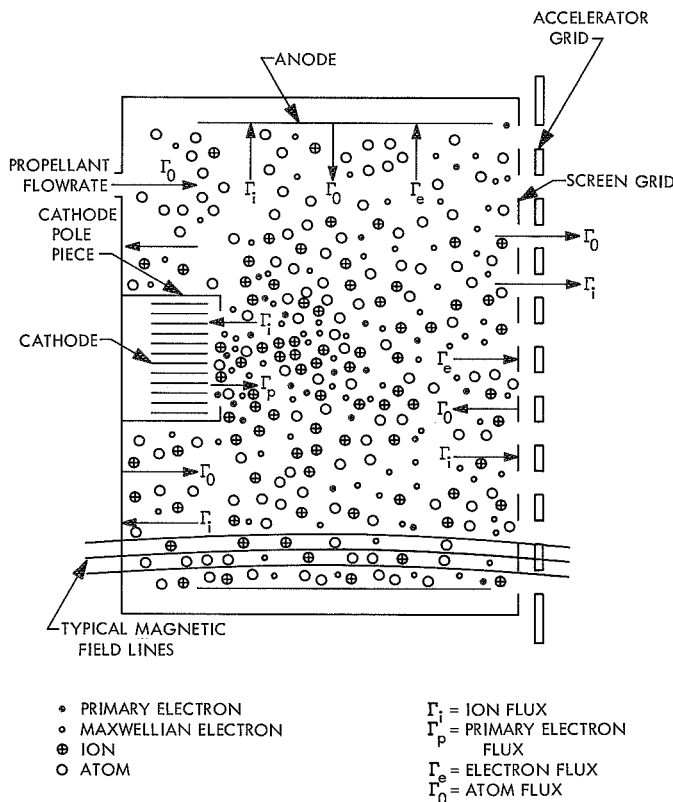 ACCELERATOR
GRID
ANODE
PROPELLANT
FLOWRATE
Γ0
Γi
Γ0
Γe
SCREEN GRID
CATHODE
POLE
PIECE
Γ0
Γi
CATHODE
Γi
Γp
Γe
Γ0
Γi
Γ0
Γi
TYPICAL MAGNETIC
FIELD LINES
PRIMARY ELECTRON
MAXWELLIAN ELECTRON
ION
ATOM
Γi = ION FLUX
Γp = PRIMARY ELECTRON
FLUX
Γe = ELECTRON FLUX
Γ0 = ATOM FLUX